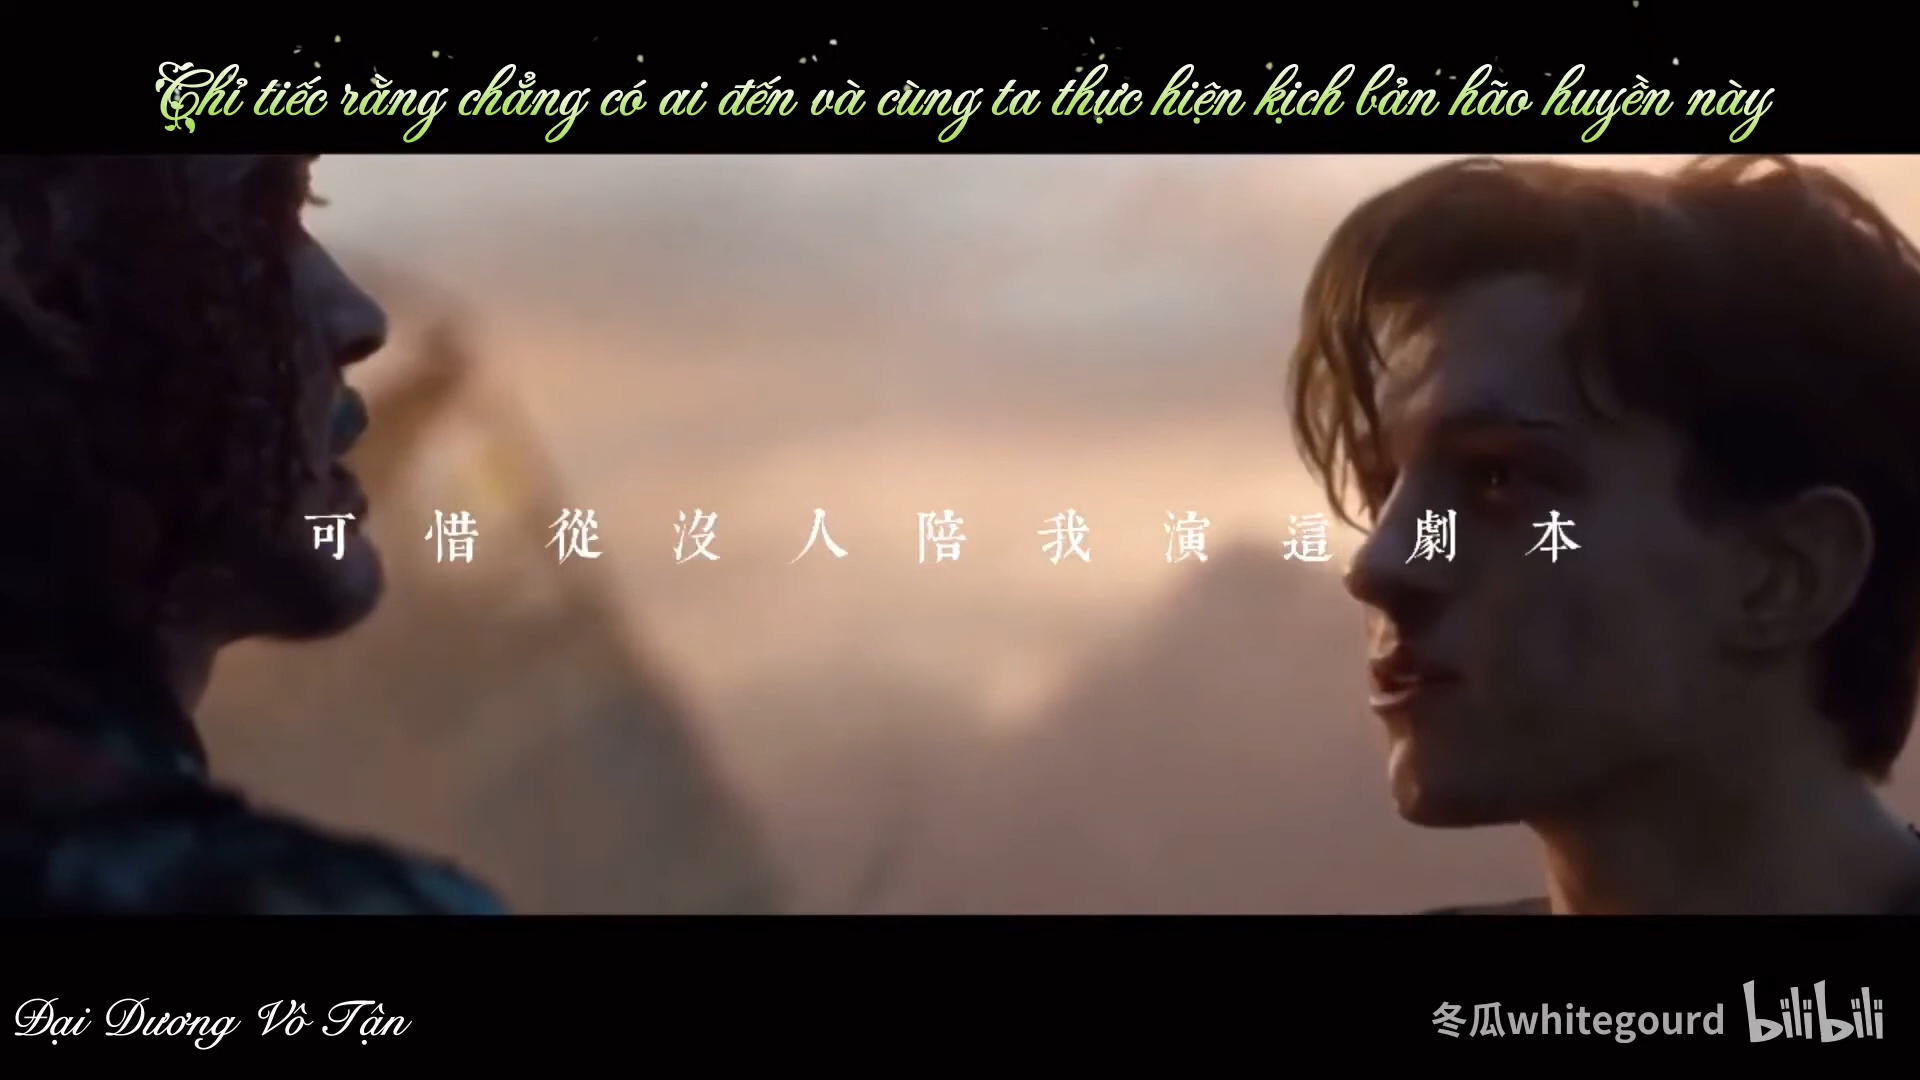 Chỉ tiếc rằng chẳng có ai đến và cùng ta thực hiện kịch bản hão huyền này
可惜從沒人陪我演這劇本
Đại Dương Vô Tận
冬瓜whitegourd bilibili